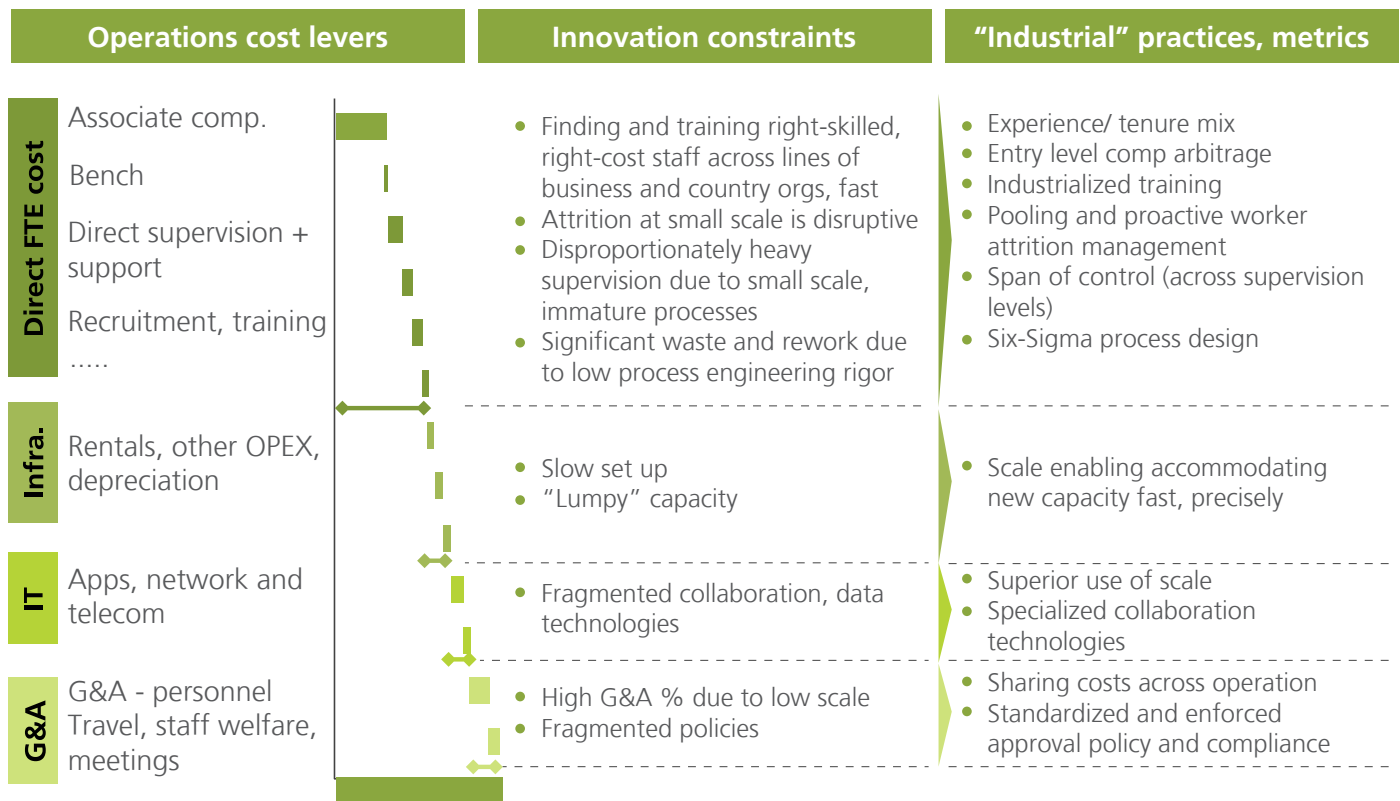 Operations cost levers
Innovation constraints
“Industrial” practices, metrics
Direct FTE cost
Associate comp.
Bench
Direct supervision +
support
Recruitment, training
.....
• Finding and training right-skilled,
right-cost staff across lines of
business and country orgs, fast
• Attrition at small scale is disruptive
• Disproportionately heavy
supervision due to small scale,
immature processes
• Significant waste and rework due
to low process engineering rigor
• Experience/ tenure mix
• Entry level comp arbitrage
• Industrialized training
• Pooling and proactive worker
attrition management
• Span of control (across supervision
levels)
• Six-Sigma process design
Infra.
Rentals, other OPEX,
depreciation
• Slow set up
• “Lumpy” capacity
• Scale enabling accommodating
new capacity fast, precisely
IT
Apps, network and
telecom
• Fragmented collaboration, data
technologies
• Superior use of scale
• Specialized collaboration
technologies
G&A
G&A - personnel
Travel, staff welfare,
meetings
• High G&A % due to low scale
• Fragmented policies
• Sharing costs across operation
• Standardized and enforced
approval policy and compliance